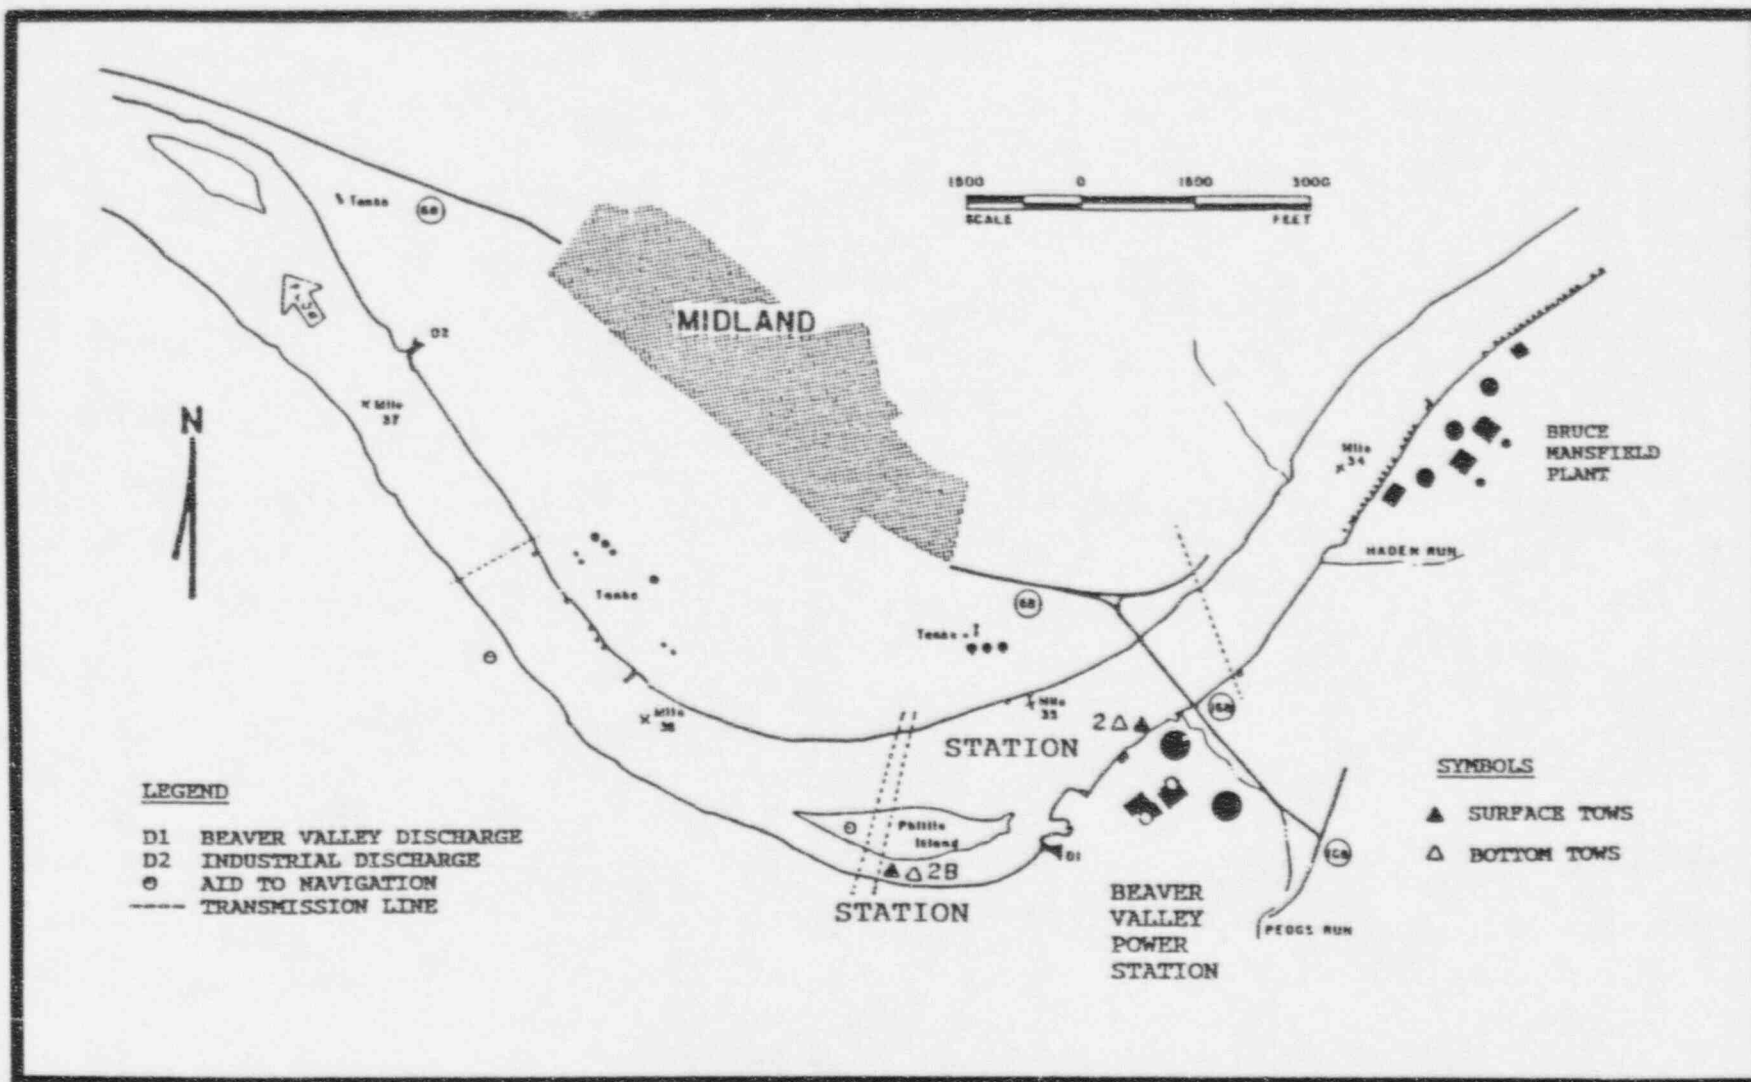 1500 0 1500 3000
SCALE FEET
Tanks
68
MIDLAND
D2
Mile
37
N
Mile
34
BRUCE
MANSFIELD
PLANT
HADEN RUN
Tanks
68
Tanks
Mile
36
Mile
35
168
STATION 2
SYMBOLS
SURFACE TOWS
BOTTOM TOWS
LEGEND
D1 BEAVER VALLEY DISCHARGE
D2 INDUSTRIAL DISCHARGE
AID TO NAVIGATION
TRANSMISSION LINE
Phillis
Island
D1
2B
STATION
168
BEAVER
VALLEY
POWER
STATION
PEGGS RUN